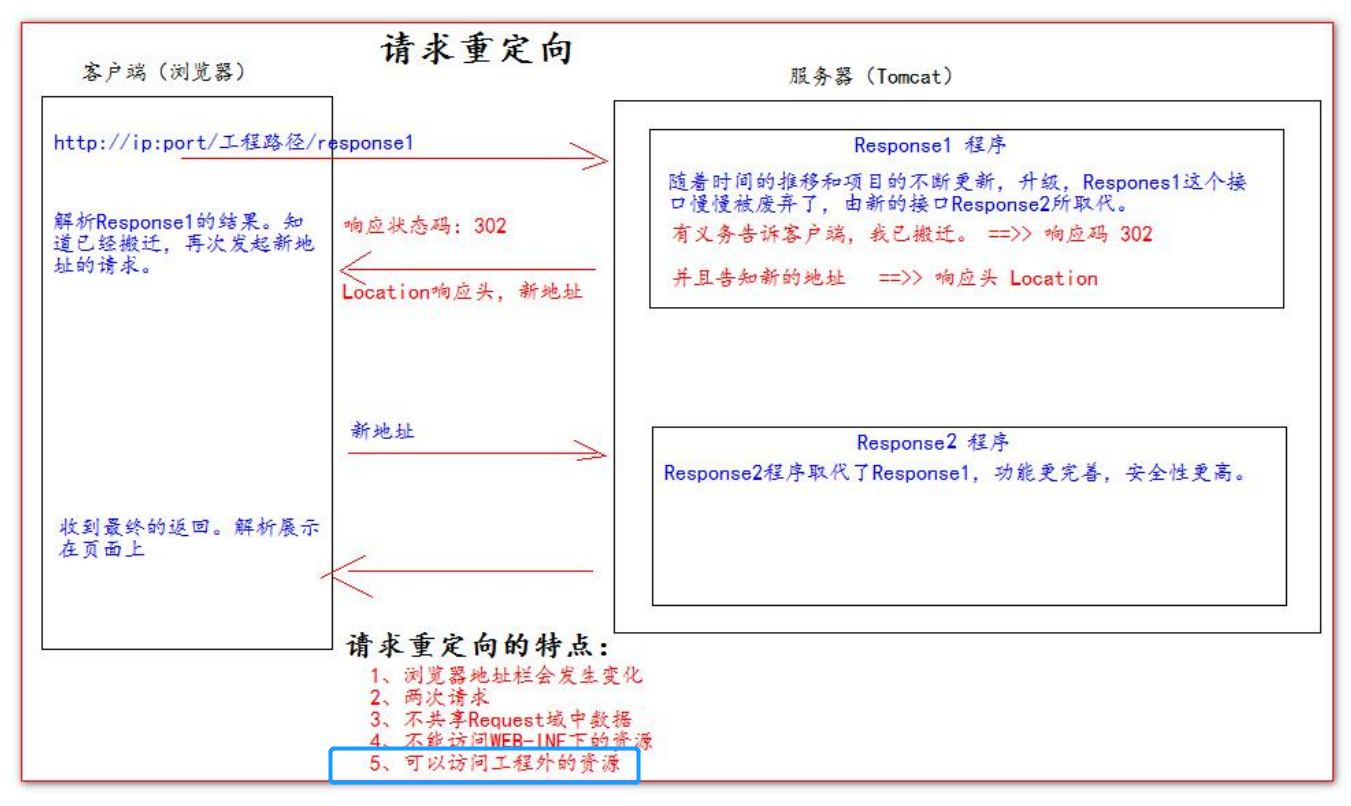 请求重定向
客户端（浏览器）
服务器（Tomcat）
http://ip:port/工程路径/response1
Response1 程序
随着时间的推移和项目的不断更新，升级，Respones1这个接
口慢慢被废弃了，由新的接口Response2所取代。
有义务告诉客户端，我已搬迁。 ==>> 响应码 302
并且告知新的地址 ==>> 响应头 Location
解析Response1的结果。知
道已经搬迁，再次发起新地
址的请求。
响应状态码: 302
Location响应头，新地址
新地址
Response2 程序
Response2程序取代了Response1，功能更完善，安全性更高。
收到最终的返回。解析展示
在页面上
请求重定向的特点:
1、浏览器地址栏会发生变化
2、两次请求
3、不共享Request域中数据
4、不能访问WEB-INF下的资源
5、可以访问工程外的资源